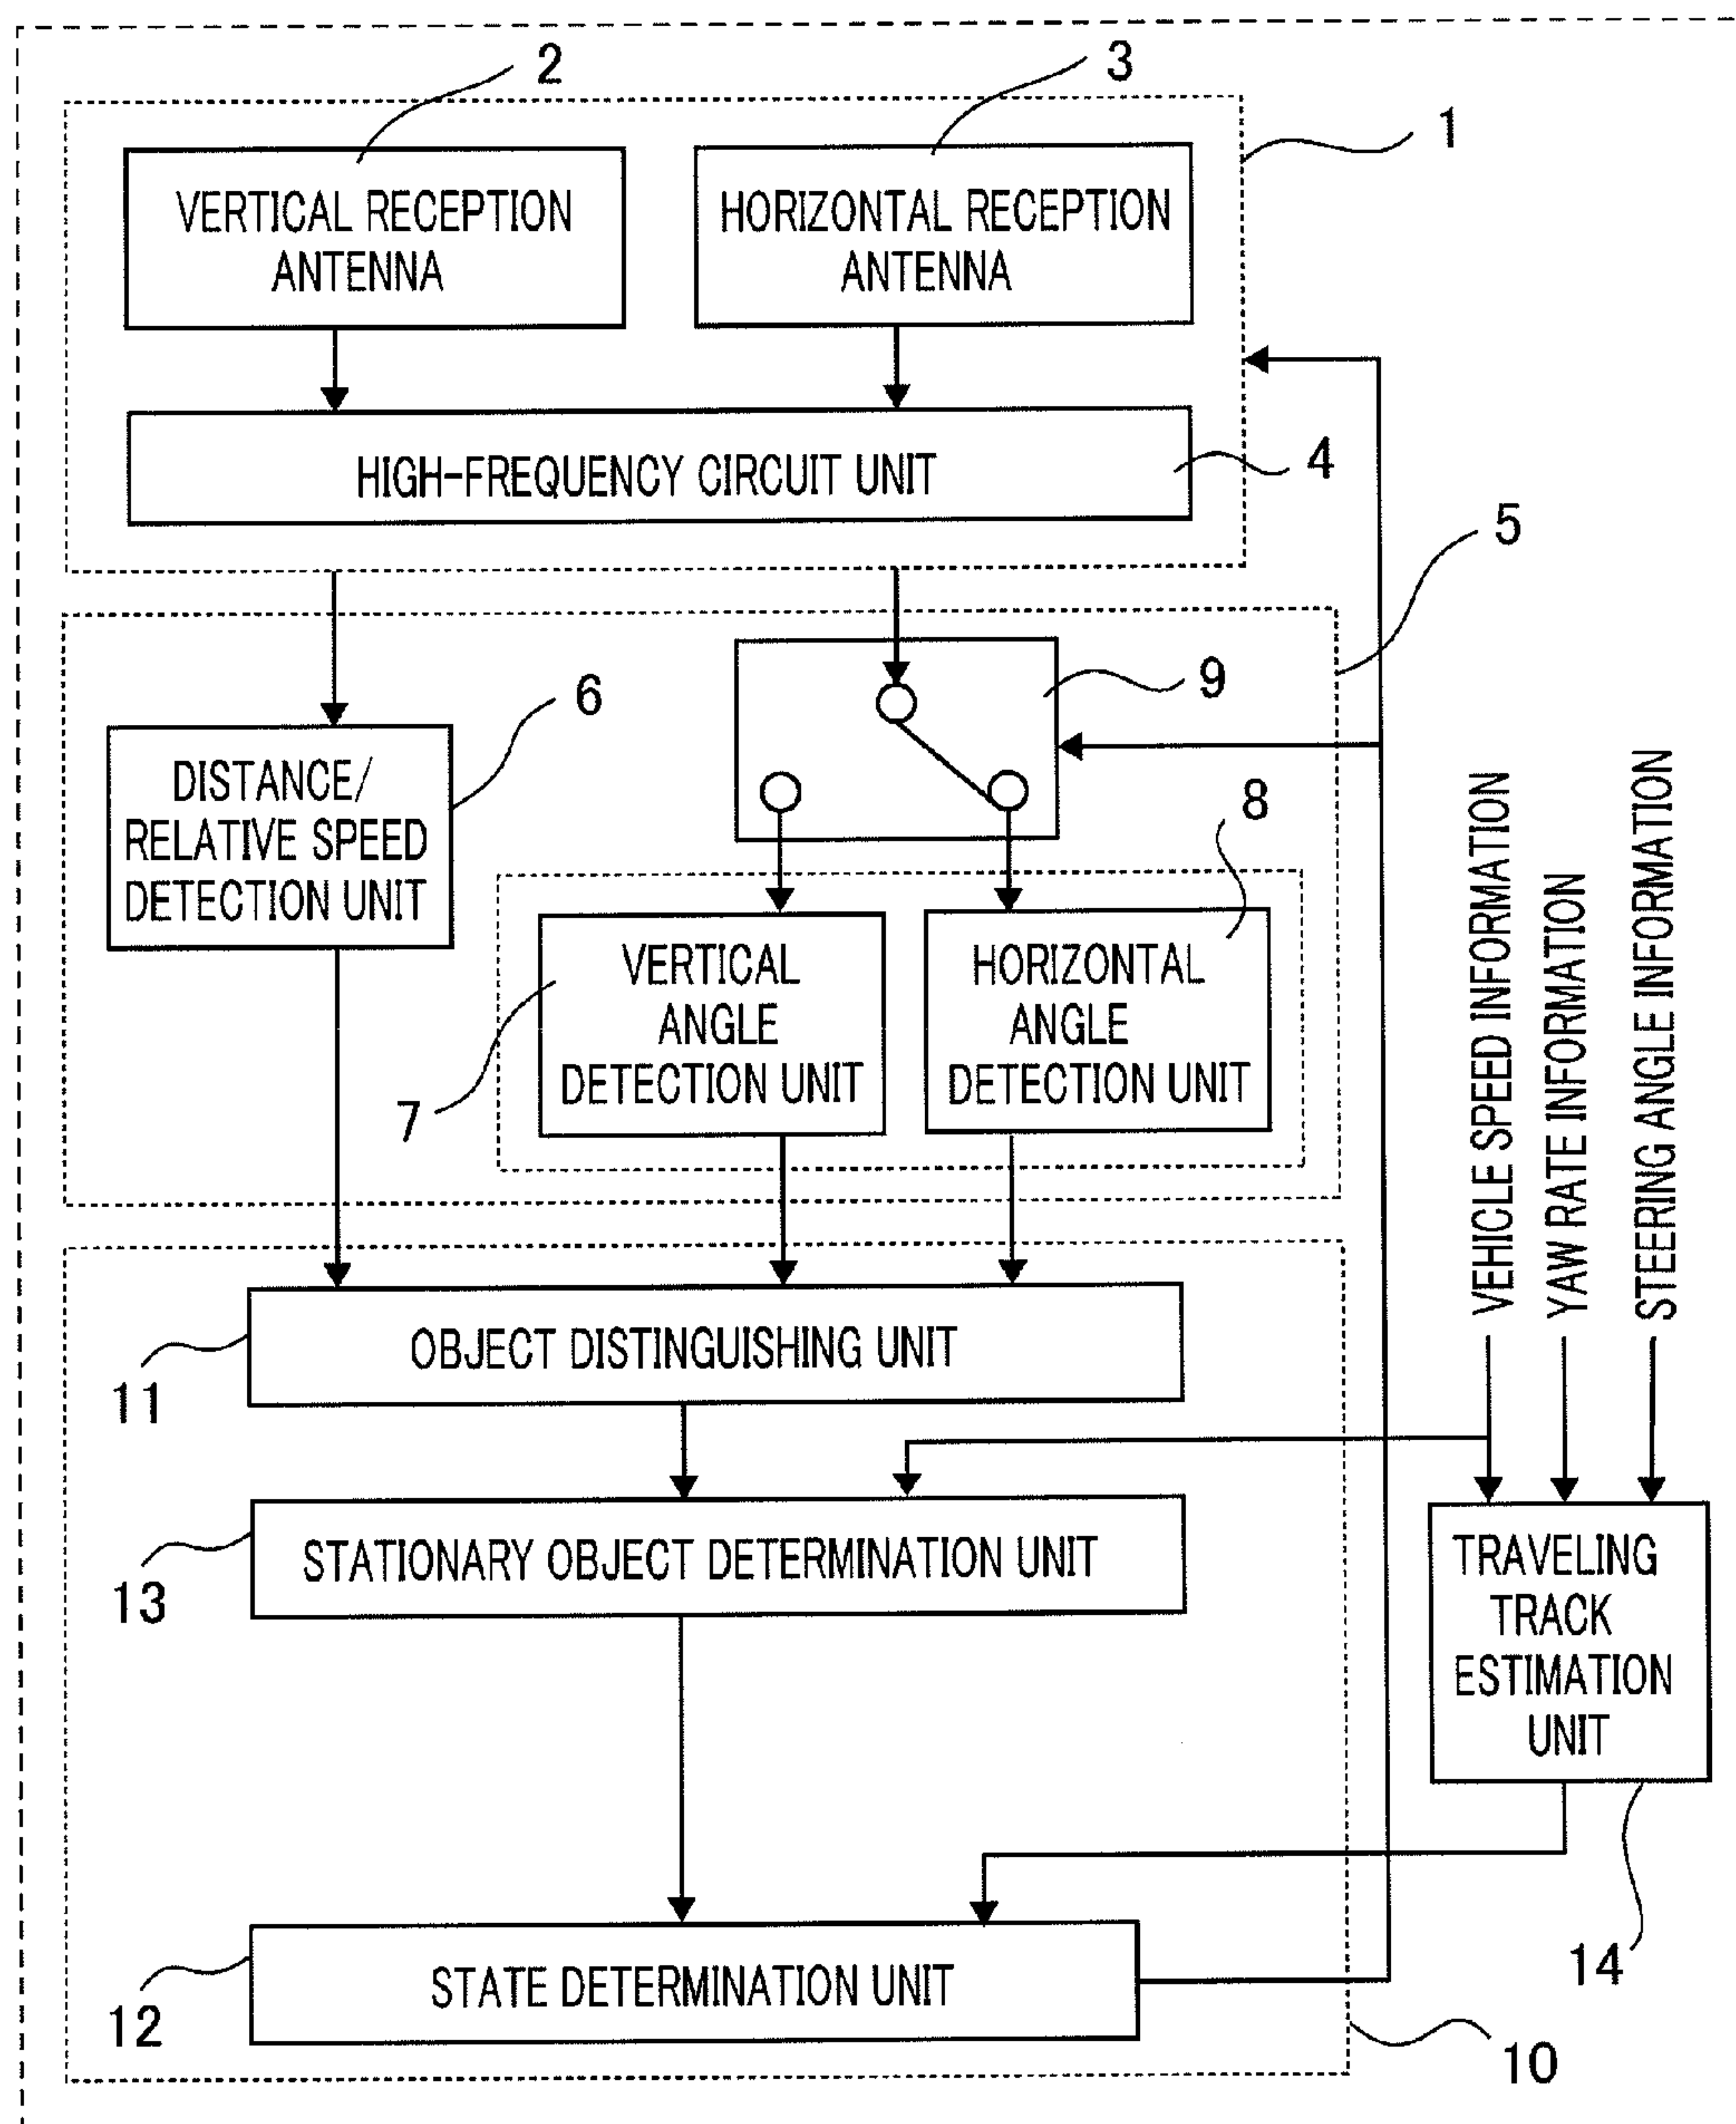 2
3
1
VERTICAL RECEPTION
ANTENNA
HORIZONTAL RECEPTION
ANTENNA
HIGH-FREQUENCY CIRCUIT UNIT
4
5
6
9
DISTANCE/
RELATIVE SPEED
DETECTION UNIT
8
VERTICAL
ANGLE
DETECTION UNIT
HORIZONTAL
ANGLE
DETECTION UNIT
7
VEHICLE SPEED INFORMATION
YAW RATE INFORMATION
STEERING ANGLE INFORMATION
OBJECT DISTINGUISHING UNIT
11
STATIONARY OBJECT DETERMINATION UNIT
13
TRAVELING
TRACK
ESTIMATION
UNIT
14
STATE DETERMINATION UNIT
12
10